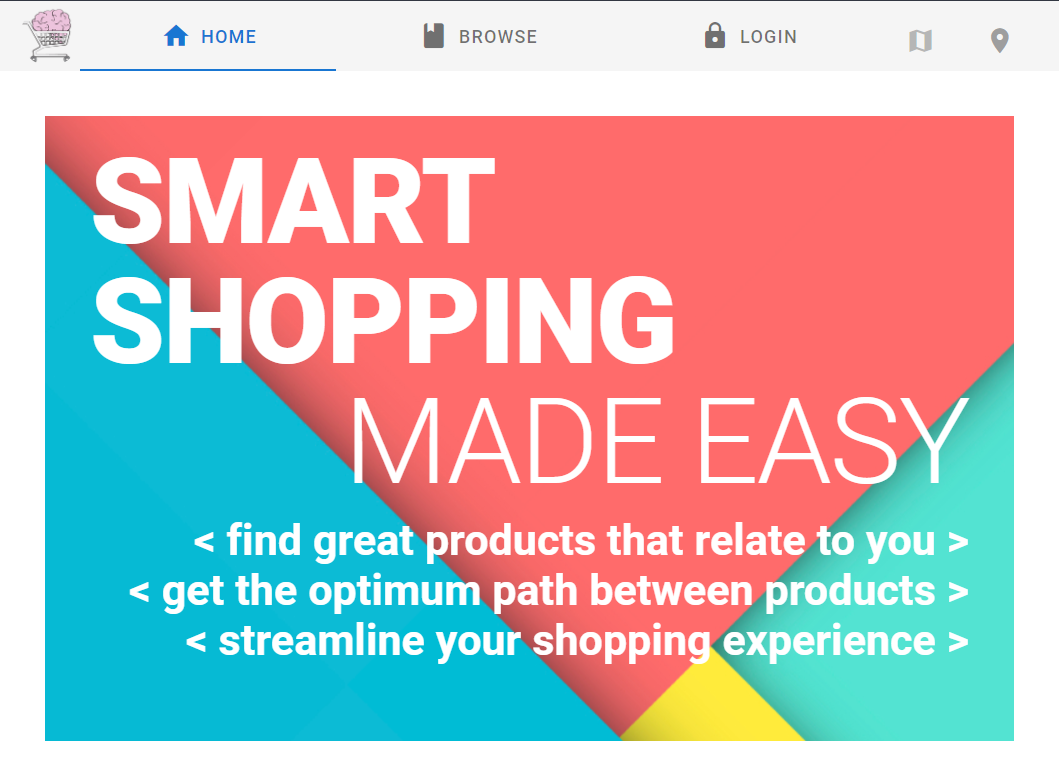 HOME BROWSE LOGIN
SMART
SHOPPING
MADE EASY
< find great products that relate to you >
< get the optimum path between products >
< streamline your shopping experience >